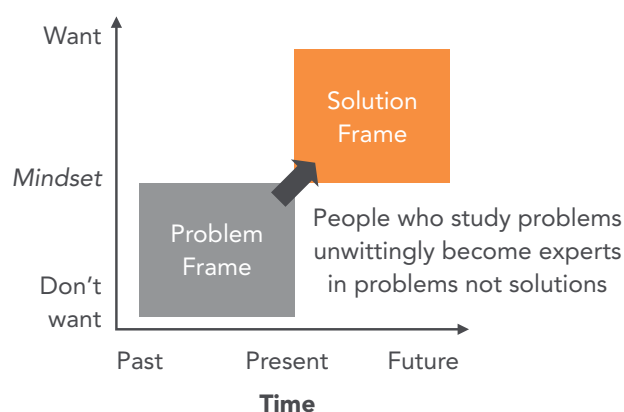 Want
Solution
Frame
Mindset
Problem
Frame
People who study problems
unwittingly become experts
in problems not solutions
Don't
want
Past Present Future
Time